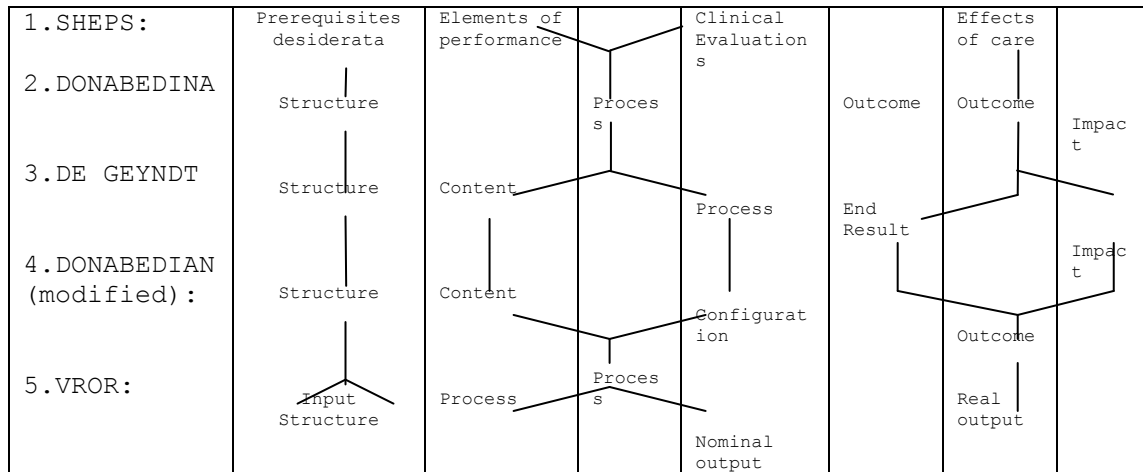 1.SHEPS:
Prerequisites
desiderata
Elements of
performance
Clinical
Evaluation
s
Effects
of care
2.DONABEDINA
Structure
Proces
s
Outcome
Outcome
Impac
t
3.DE GEYNDT
Structure
Content
Process
End
Result
Impac
t
4.DONABEDIAN
(modified):
Structure
Content
Configurat
ion
Outcome
5.VROR:
Input
Structure
Process
Proces
s
Nominal
output
Real
output